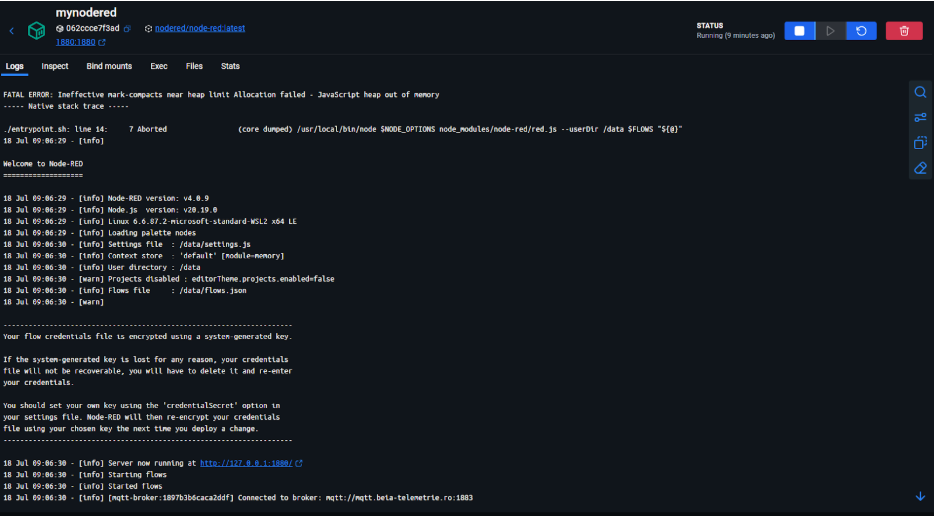 mynodered
062ccce7f3ad
nodered/node-red:latest
1880:1880
STATUS
Running (9 minutes ago)
Logs
Inspect
Bind mounts
Exec
Files
Stats
FATAL ERROR: Ineffective mark-compacts near heap limit Allocation failed - JavaScript heap out of memory
----- Native stack trace -----
./entrypoint.sh: line 14:     7 Aborted                 (core dumped) /usr/local/bin/node $NODE_OPTIONS node_modules/node-red/red.js --userDir /data $FLOWS "${@}"
18 Jul 09:06:29 - [info]
Welcome to Node-RED
===================
18 Jul 09:06:29 - [info] Node-RED version: v4.0.9
18 Jul 09:06:29 - [info] Node.js  version: v20.19.0
18 Jul 09:06:29 - [info] Linux 6.6.87.2-microsoft-standard-WSL2 x64 LE
18 Jul 09:06:29 - [info] Loading palette nodes
18 Jul 09:06:30 - [info] Settings file  : /data/settings.js
18 Jul 09:06:30 - [info] Context store  : 'default' [module=memory]
18 Jul 09:06:30 - [info] User directory : /data
18 Jul 09:06:30 - [warn] Projects disabled : editorTheme.projects.enabled=false
18 Jul 09:06:30 - [info] Flows file     : /data/flows.json
18 Jul 09:06:30 - [warn]
---------------------------------------------------------------------
Your flow credentials file is encrypted using a system-generated key.
If the system-generated key is lost for any reason, your credentials
file will not be recoverable, you will have to delete it and re-enter
your credentials.
You should set your own key using the 'credentialSecret' option in
your settings file. Node-RED will then re-encrypt your credentials
file using your chosen key the next time you deploy a change.
---------------------------------------------------------------------
18 Jul 09:06:30 - [info] Server now running at http://127.0.0.1:1880/
18 Jul 09:06:30 - [info] Starting flows
18 Jul 09:06:30 - [info] Started flows
18 Jul 09:06:30 - [info] [mqtt-broker:1897b3b6caca2ddf] Connected to broker: mqtt://mqtt.beia-telemetrie.ro:1883